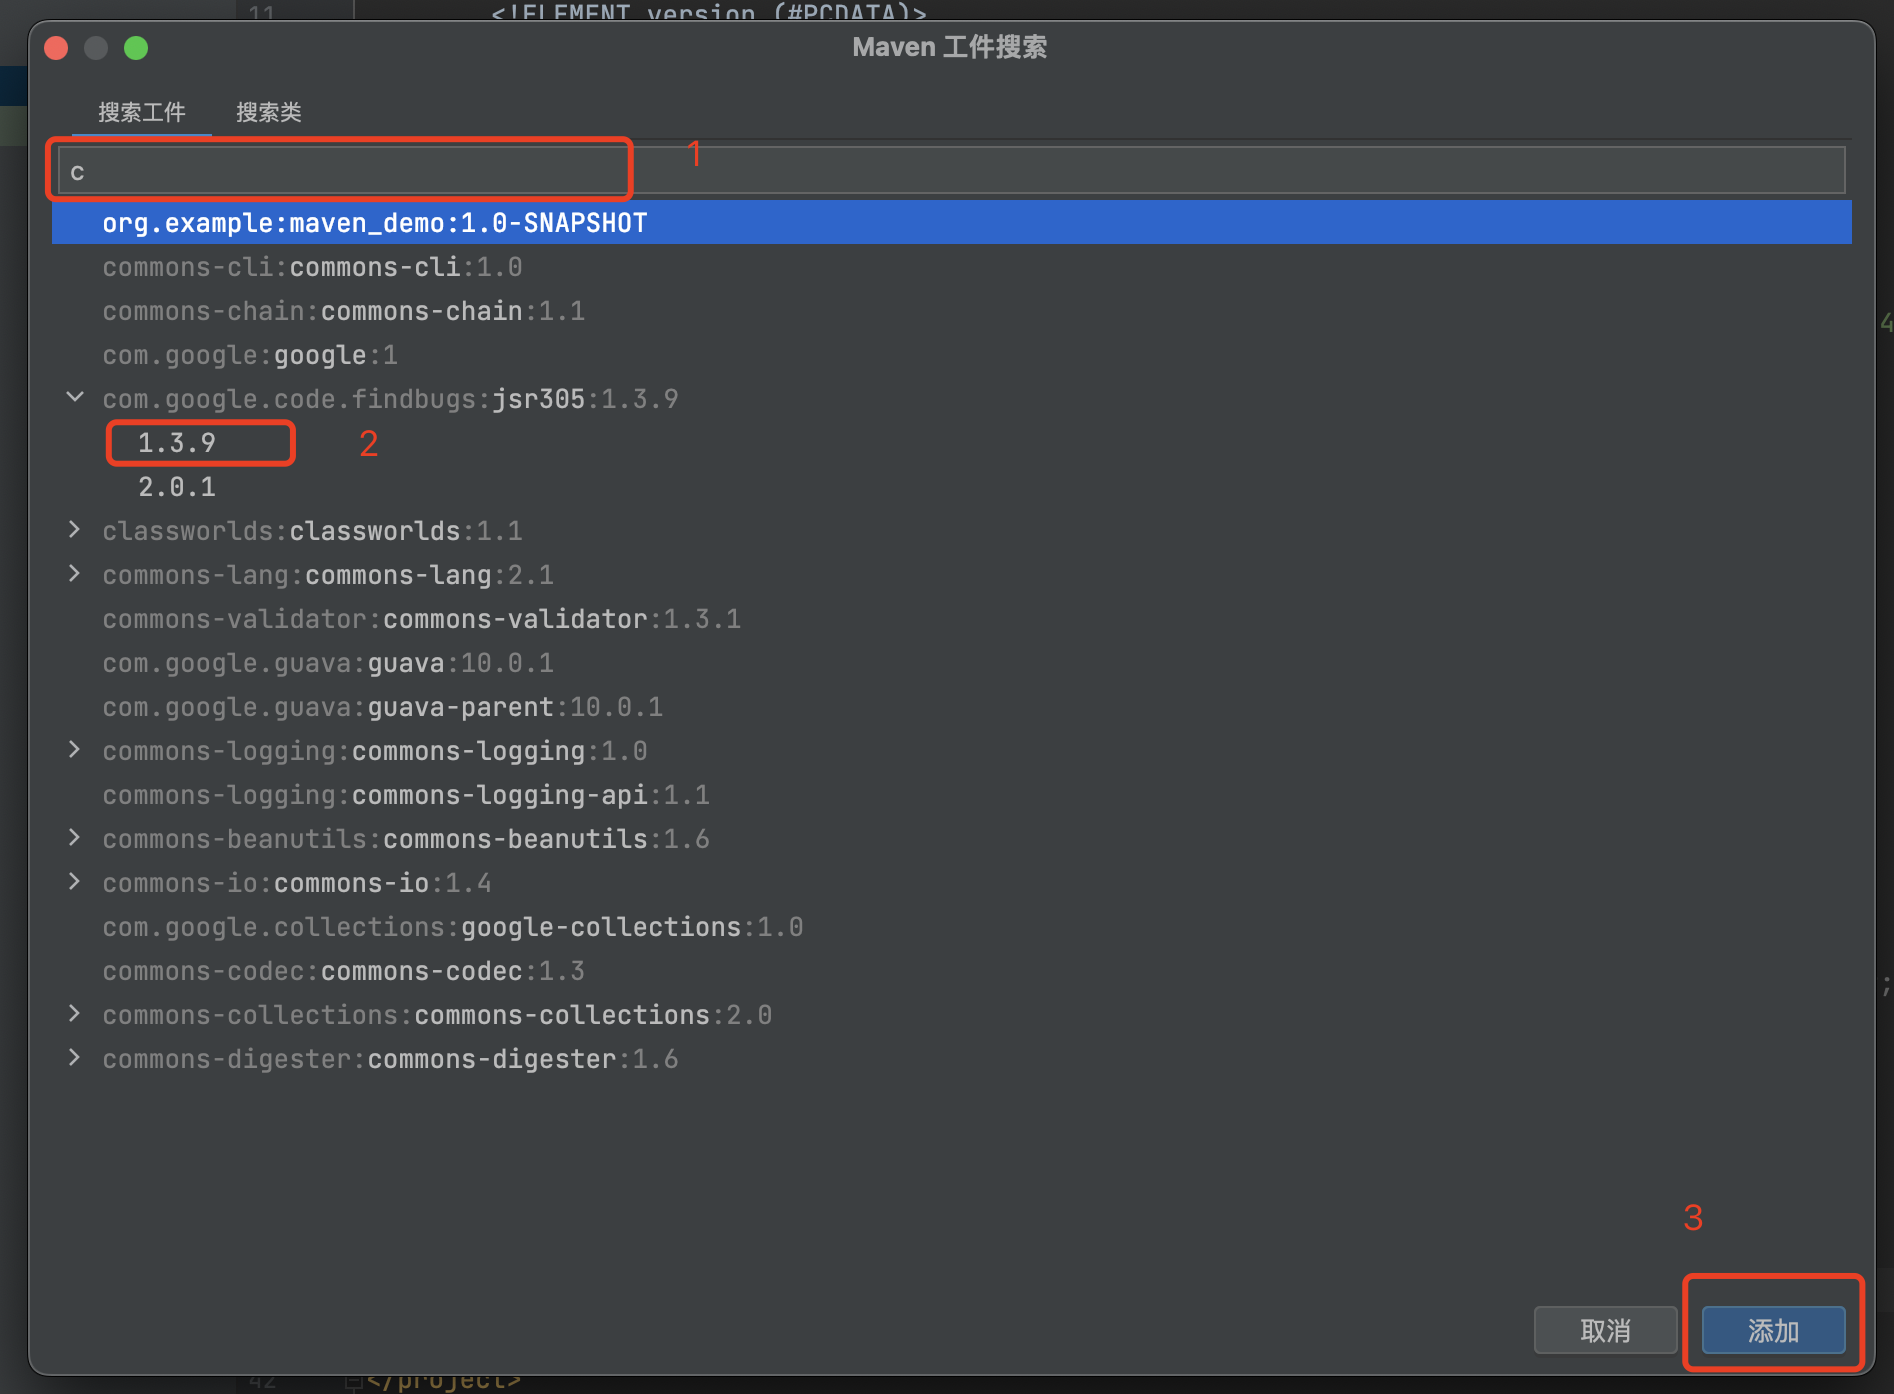 11 <!ELEMENT version (#PCDATA)>
Maven 工件搜索
搜索工件 搜索类
1
c
org.example:maven_demo:1.0-SNAPSHOT
commons-cli:commons-cli:1.0
commons-chain:commons-chain:1.1
com.google:google:1
4
com.google.code.findbugs:jsr305:1.3.9
1.3.9 2
2.0.1
classworlds:classworlds:1.1
commons-lang:commons-lang:2.1
commons-validator:commons-validator:1.3.1
com.google.guava:guava:10.0.1
com.google.guava:guava-parent:10.0.1
commons-logging:commons-logging:1.0
commons-logging:commons-logging-api:1.1
commons-beanutils:commons-beanutils:1.6
commons-io:commons-io:1.4
com.google.collections:google-collections:1.0
commons-codec:commons-codec:1.3
;
commons-collections:commons-collections:2.0
commons-digester:commons-digester:1.6
3
取消 添加
42 </project>